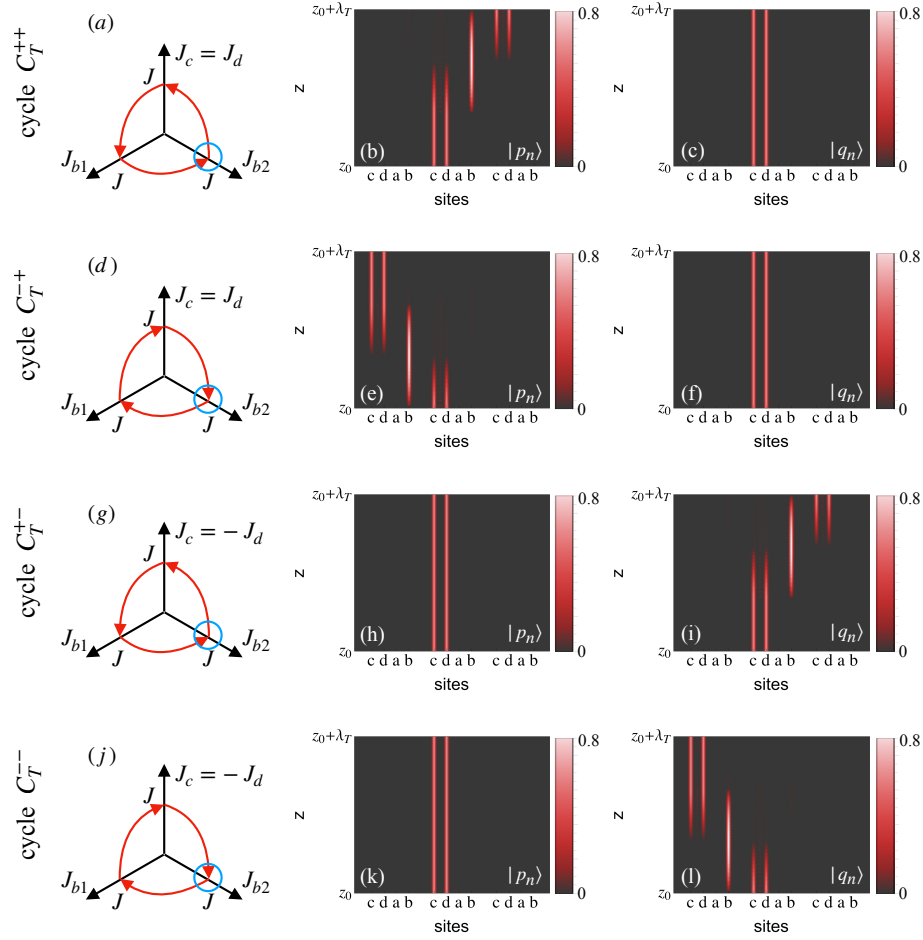 cycle C_T^{++}
(a)
J_c = J_d
J
J_{b1}
J
J
J_{b2}
z_0+λ_T
z
z_0
(b)
|p_n⟩
c d a b c d a b c d a b
sites
0.8
0
z_0+λ_T
z
z_0
(c)
|q_n⟩
c d a b c d a b c d a b
sites
0.8
0
cycle C_T^{-+}
(d)
J_c = J_d
J
J_{b1}
J
J
J_{b2}
z_0+λ_T
z
z_0
(e)
|p_n⟩
c d a b c d a b c d a b
sites
0.8
0
z_0+λ_T
z
z_0
(f)
|q_n⟩
c d a b c d a b c d a b
sites
0.8
0
cycle C_T^{+-}
(g)
J_c = − J_d
J
J_{b1}
J
J
J_{b2}
z_0+λ_T
z
z_0
(h)
|p_n⟩
c d a b c d a b c d a b
sites
0.8
0
z_0+λ_T
z
z_0
(i)
|q_n⟩
c d a b c d a b c d a b
sites
0.8
0
cycle C_T^{--}
(j)
J_c = − J_d
J
J_{b1}
J
J
J_{b2}
z_0+λ_T
z
z_0
(k)
|p_n⟩
c d a b c d a b c d a b
sites
0.8
0
z_0+λ_T
z
z_0
(l)
|q_n⟩
c d a b c d a b c d a b
sites
0.8
0